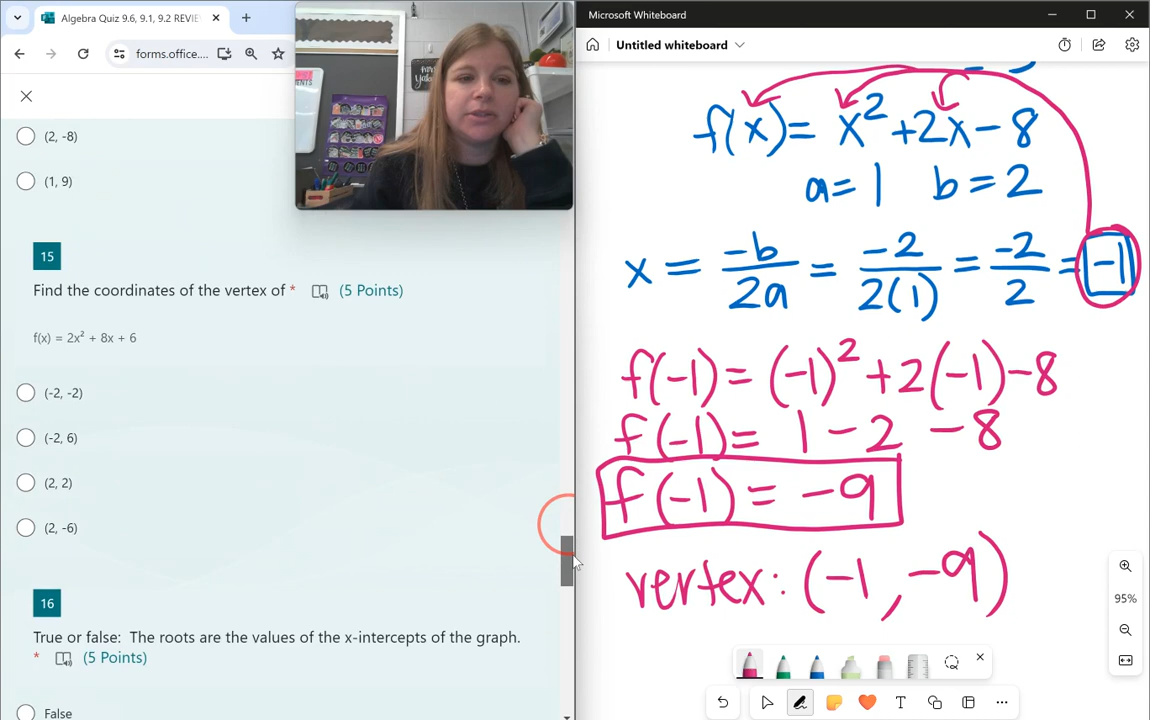 Algebra Quiz 9.6, 9.1, 9.2 REVIE
Microsoft Whiteboard
forms.office....
Untitled whiteboard
(2, -8)
(1, 9)
15
Find the coordinates of the vertex of * (5 Points)
f(x) = 2x² + 8x + 6
(-2, -2)
(-2, 6)
(2, 2)
(2, -6)
16
True or false: The roots are the values of the x-intercepts of the graph.
* (5 Points)
False
f(x) = x² + 2x - 8
a = 1 b = 2
x = -b/2a = -2/2(1) = -2/2 = -1
f(-1) = (-1)² + 2(-1) - 8
f(-1) = 1 - 2 - 8
f(-1) = -9
vertex: (-1, -9)
95%